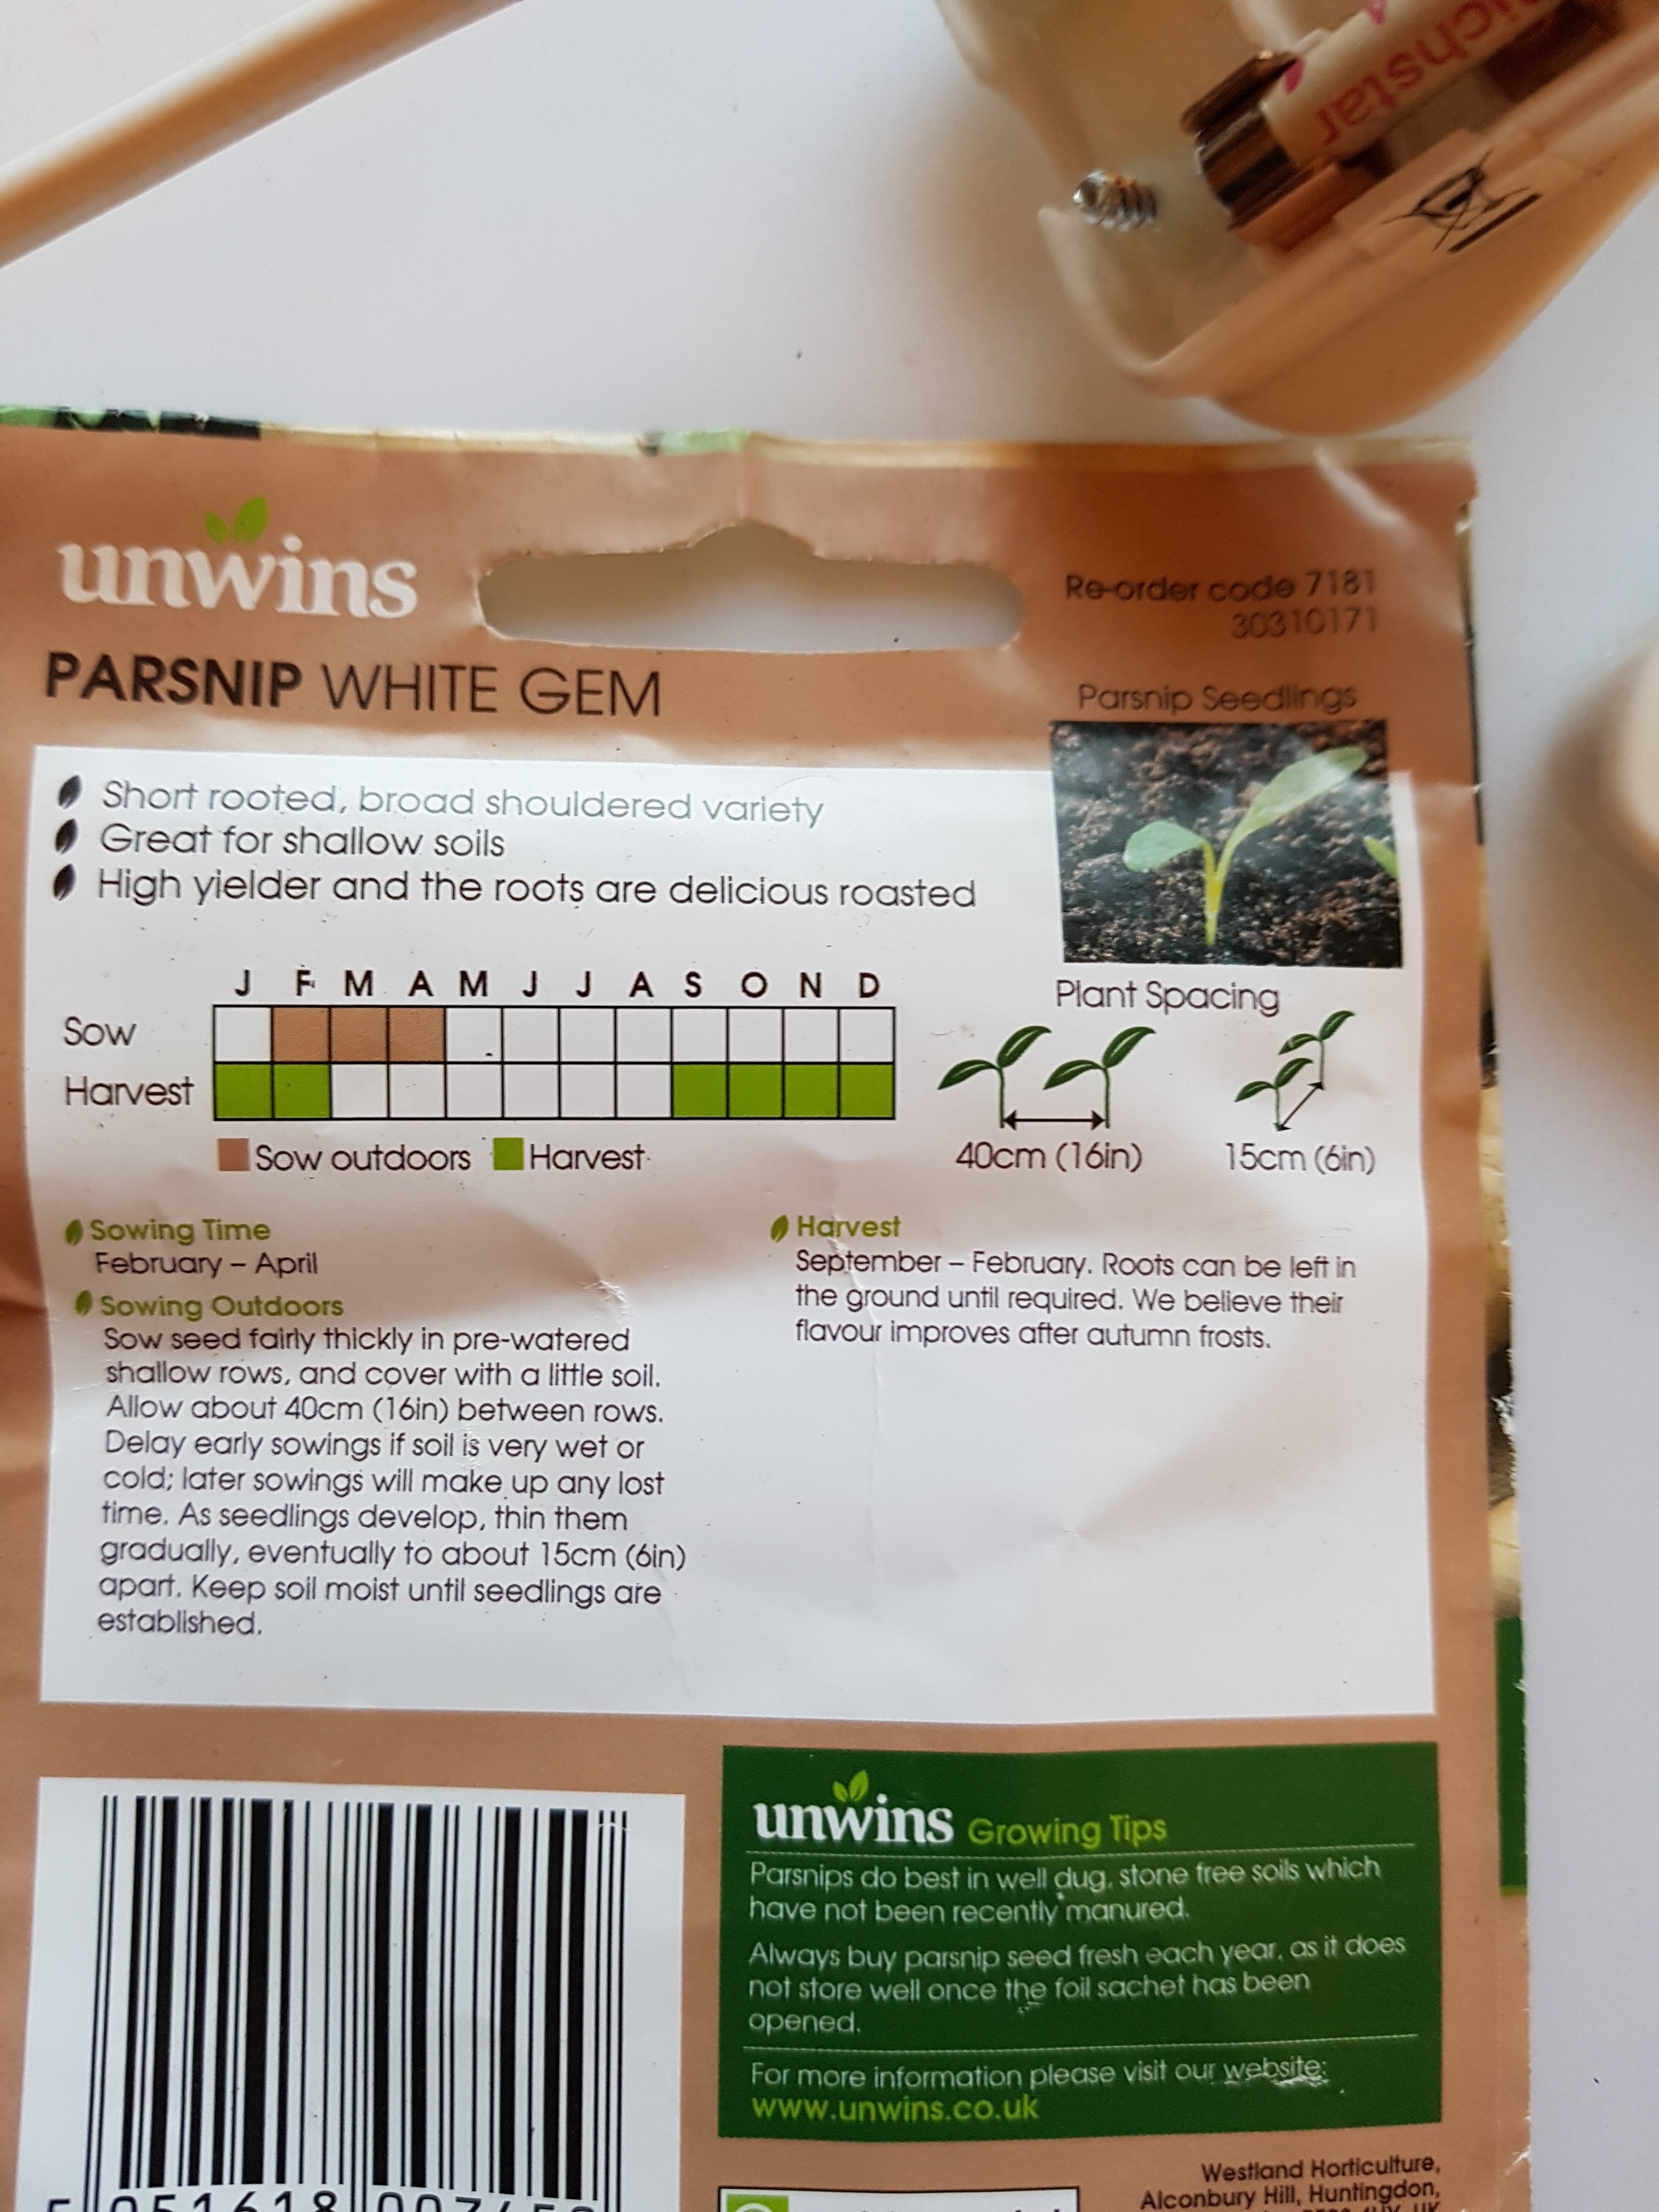 unwins
Re-order code 7181
30310171
PARSNIP WHITE GEM
Parsnip Seedlings
Short rooted, broad shouldered variety
Great for shallow soils
High yielder and the roots are delicious roasted
J F M A M J J A S O N D
Sow
Harvest
Sow outdoors Harvest
Plant Spacing
40cm (16in) 15cm (6in)
Sowing Time
February – April
Sowing Outdoors
Sow seed fairly thickly in pre-watered
shallow rows, and cover with a little soil.
Allow about 40cm (16in) between rows.
Delay early sowings if soil is very wet or
cold; later sowings will make up any lost
time. As seedlings develop, thin them
gradually, eventually to about 15cm (6in)
apart. Keep soil moist until seedlings are
established.
Harvest
September – February. Roots can be left in
the ground until required. We believe their
flavour improves after autumn frosts.
unwins Growing Tips
Parsnips do best in well dug, stone free soils which
have not been recently manured.
Always buy parsnip seed fresh each year, as it does
not store well once the foil sachet has been
opened.
For more information please visit our website:
www.unwins.co.uk
Westland Horticulture,
Alconbury Hill, Huntingdon,